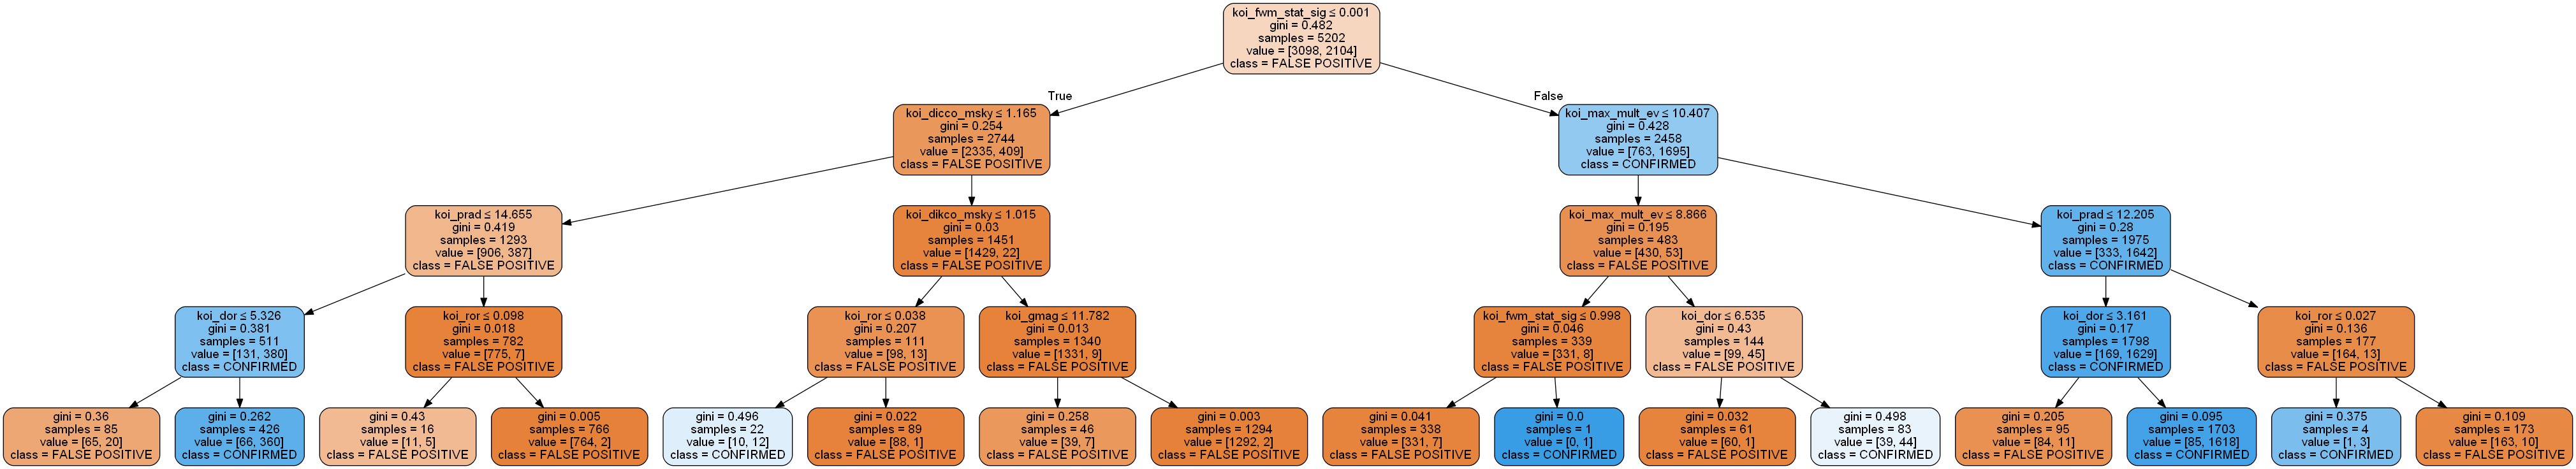 koi_fwm_stat_sig ≤ 0.001
gini = 0.482
samples = 5202
value = [3098, 2104]
class = FALSE POSITIVE
True
False
koi_dicco_msky ≤ 1.165
gini = 0.254
samples = 2744
value = [2335, 409]
class = FALSE POSITIVE
koi_max_mult_ev ≤ 10.407
gini = 0.428
samples = 2458
value = [763, 1695]
class = CONFIRMED
koi_prad ≤ 14.655
gini = 0.419
samples = 1293
value = [906, 387]
class = FALSE POSITIVE
koi_dikco_msky ≤ 1.015
gini = 0.03
samples = 1451
value = [1429, 22]
class = FALSE POSITIVE
koi_max_mult_ev ≤ 8.866
gini = 0.195
samples = 483
value = [430, 53]
class = FALSE POSITIVE
koi_prad ≤ 12.205
gini = 0.28
samples = 1975
value = [333, 1642]
class = CONFIRMED
koi_dor ≤ 5.326
gini = 0.381
samples = 511
value = [131, 380]
class = CONFIRMED
koi_ror ≤ 0.098
gini = 0.018
samples = 782
value = [775, 7]
class = FALSE POSITIVE
koi_ror ≤ 0.038
gini = 0.207
samples = 111
value = [98, 13]
class = FALSE POSITIVE
koi_gmag ≤ 11.782
gini = 0.013
samples = 1340
value = [1331, 9]
class = FALSE POSITIVE
koi_fwm_stat_sig ≤ 0.998
gini = 0.046
samples = 339
value = [331, 8]
class = FALSE POSITIVE
koi_dor ≤ 6.535
gini = 0.43
samples = 144
value = [99, 45]
class = FALSE POSITIVE
koi_dor ≤ 3.161
gini = 0.17
samples = 1798
value = [169, 1629]
class = CONFIRMED
koi_ror ≤ 0.027
gini = 0.136
samples = 177
value = [164, 13]
class = FALSE POSITIVE
gini = 0.36
samples = 85
value = [65, 20]
class = FALSE POSITIVE
gini = 0.262
samples = 426
value = [66, 360]
class = CONFIRMED
gini = 0.43
samples = 16
value = [11, 5]
class = FALSE POSITIVE
gini = 0.005
samples = 766
value = [764, 2]
class = FALSE POSITIVE
gini = 0.496
samples = 22
value = [10, 12]
class = CONFIRMED
gini = 0.022
samples = 89
value = [88, 1]
class = FALSE POSITIVE
gini = 0.258
samples = 46
value = [39, 7]
class = FALSE POSITIVE
gini = 0.003
samples = 1294
value = [1292, 2]
class = FALSE POSITIVE
gini = 0.041
samples = 338
value = [331, 7]
class = FALSE POSITIVE
gini = 0.0
samples = 1
value = [0, 1]
class = CONFIRMED
gini = 0.032
samples = 61
value = [60, 1]
class = FALSE POSITIVE
gini = 0.498
samples = 83
value = [39, 44]
class = CONFIRMED
gini = 0.205
samples = 95
value = [84, 11]
class = FALSE POSITIVE
gini = 0.095
samples = 1703
value = [85, 1618]
class = CONFIRMED
gini = 0.375
samples = 4
value = [1, 3]
class = CONFIRMED
gini = 0.109
samples = 173
value = [163, 10]
class = FALSE POSITIVE